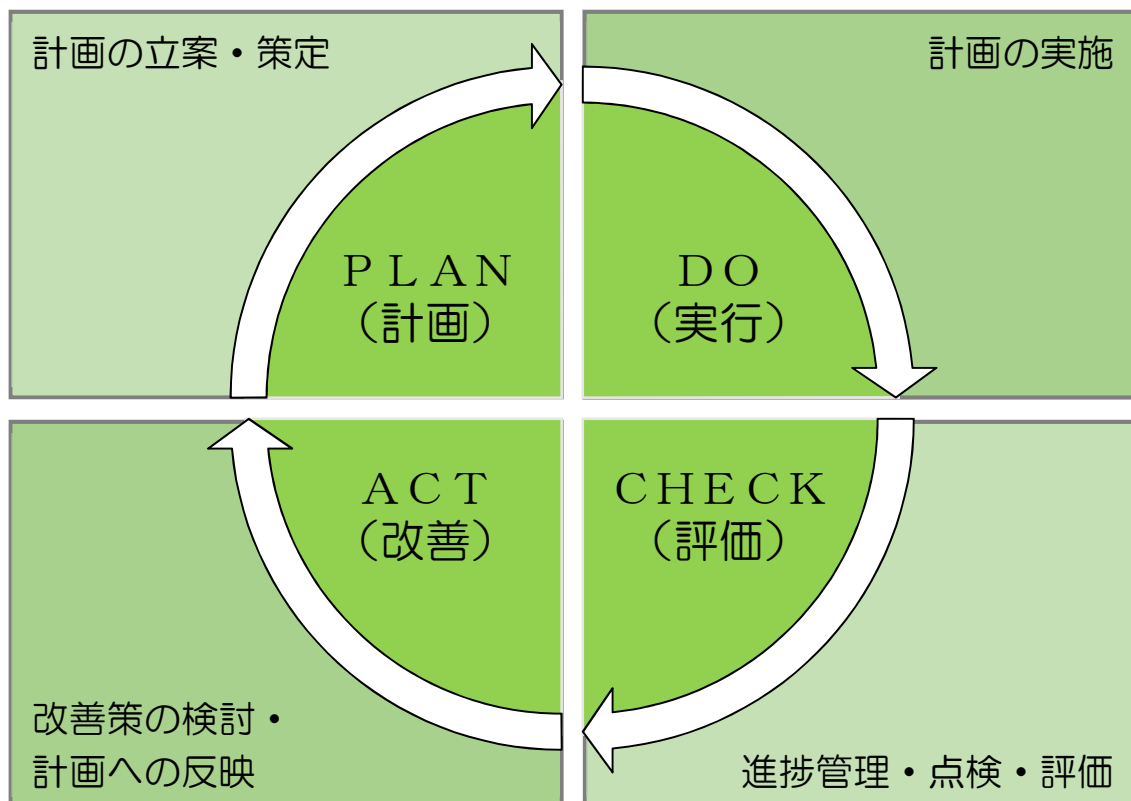 計画の立案・策定
計画の実施
ＰＬＡＮ
（計画）
ＤＯ
（実行）
ＡＣＴ
（改善）
ＣＨＥＣＫ
（評価）
改善策の検討・
計画への反映
進捗管理・点検・評価